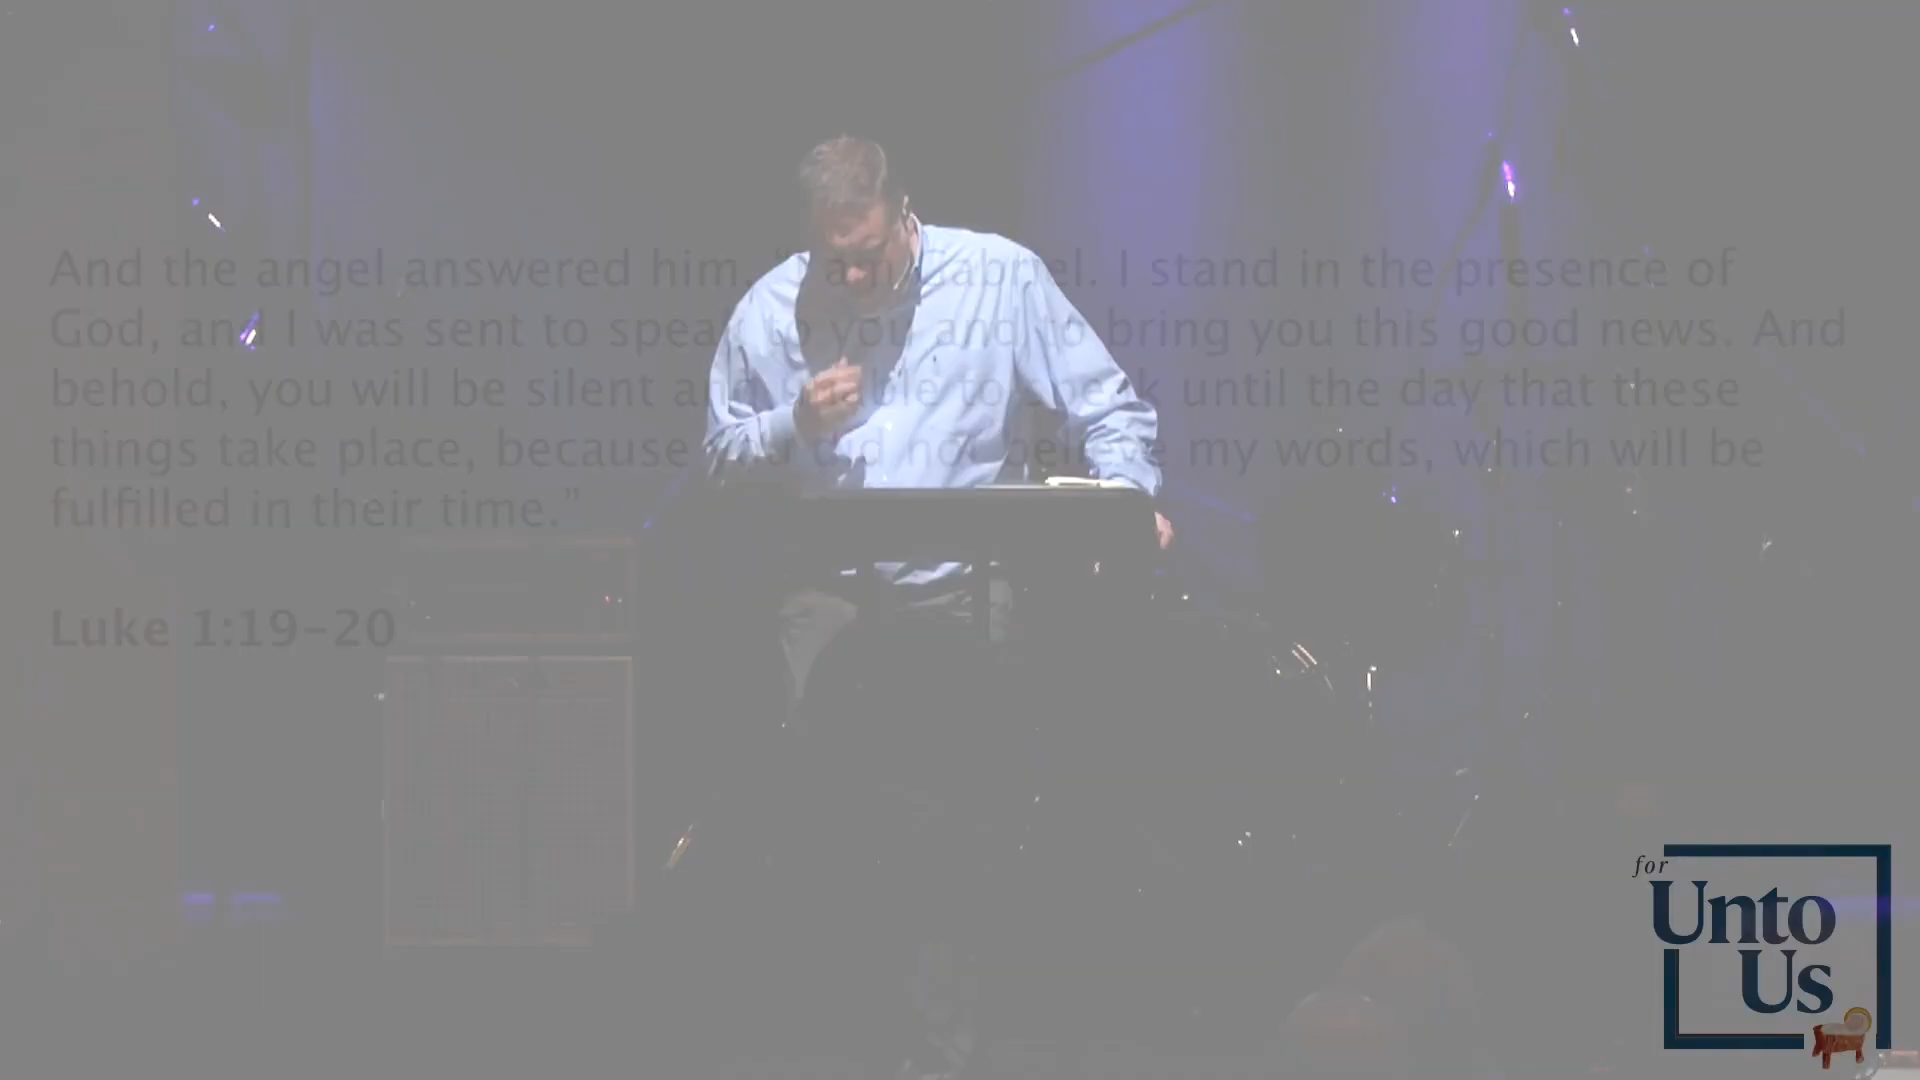 And the angel answered him, "I am Gabriel. I stand in the presence of
God, and I was sent to speak to you and to bring you this good news. And
behold, you will be silent and unable to speak until the day that these
things take place, because you did not believe my words, which will be
fulfilled in their time."
Luke 1:19-20
for
Unto
Us